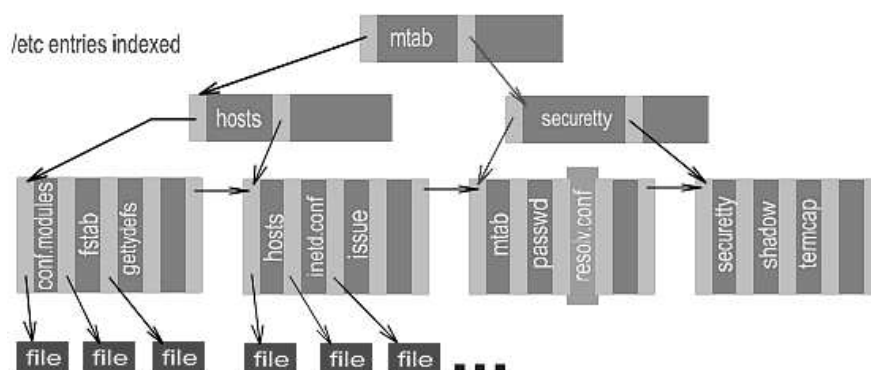 /etc entries indexed
mtab
hosts
securetty
conf.modules
fstab
gettydefs
hosts
inetd.conf
issue
mtab
passwd
resolv.conf
securetty
shadow
termcap
file
file
file
file
file
file
...